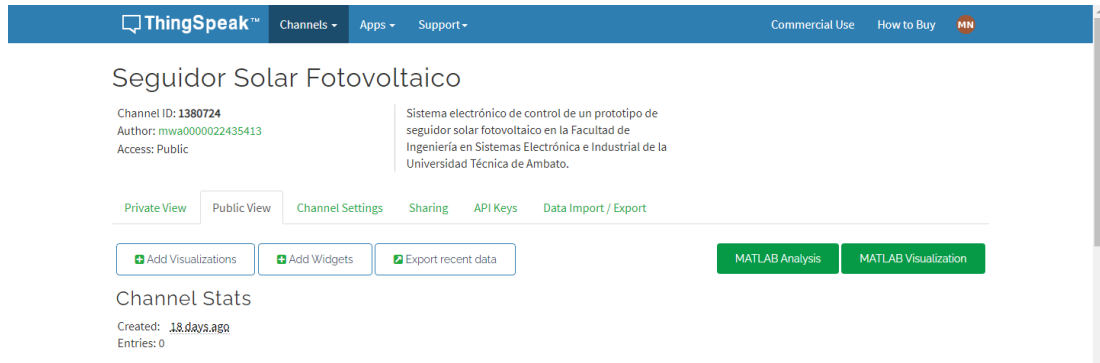 ThingSpeak™ Channels Apps Support Commercial Use How to Buy MN
Seguidor Solar Fotovoltaico
Channel ID: 1380724
Author: mwa0000022435413
Access: Public
Sistema electrónico de control de un prototipo de
seguidor solar fotovoltaico en la Facultad de
Ingeniería en Sistemas Electrónica e Industrial de la
Universidad Técnica de Ambato.
Private View Public View Channel Settings Sharing API Keys Data Import / Export
Add Visualizations Add Widgets Export recent data MATLAB Analysis MATLAB Visualization
Channel Stats
Created: 18 days ago
Entries: 0